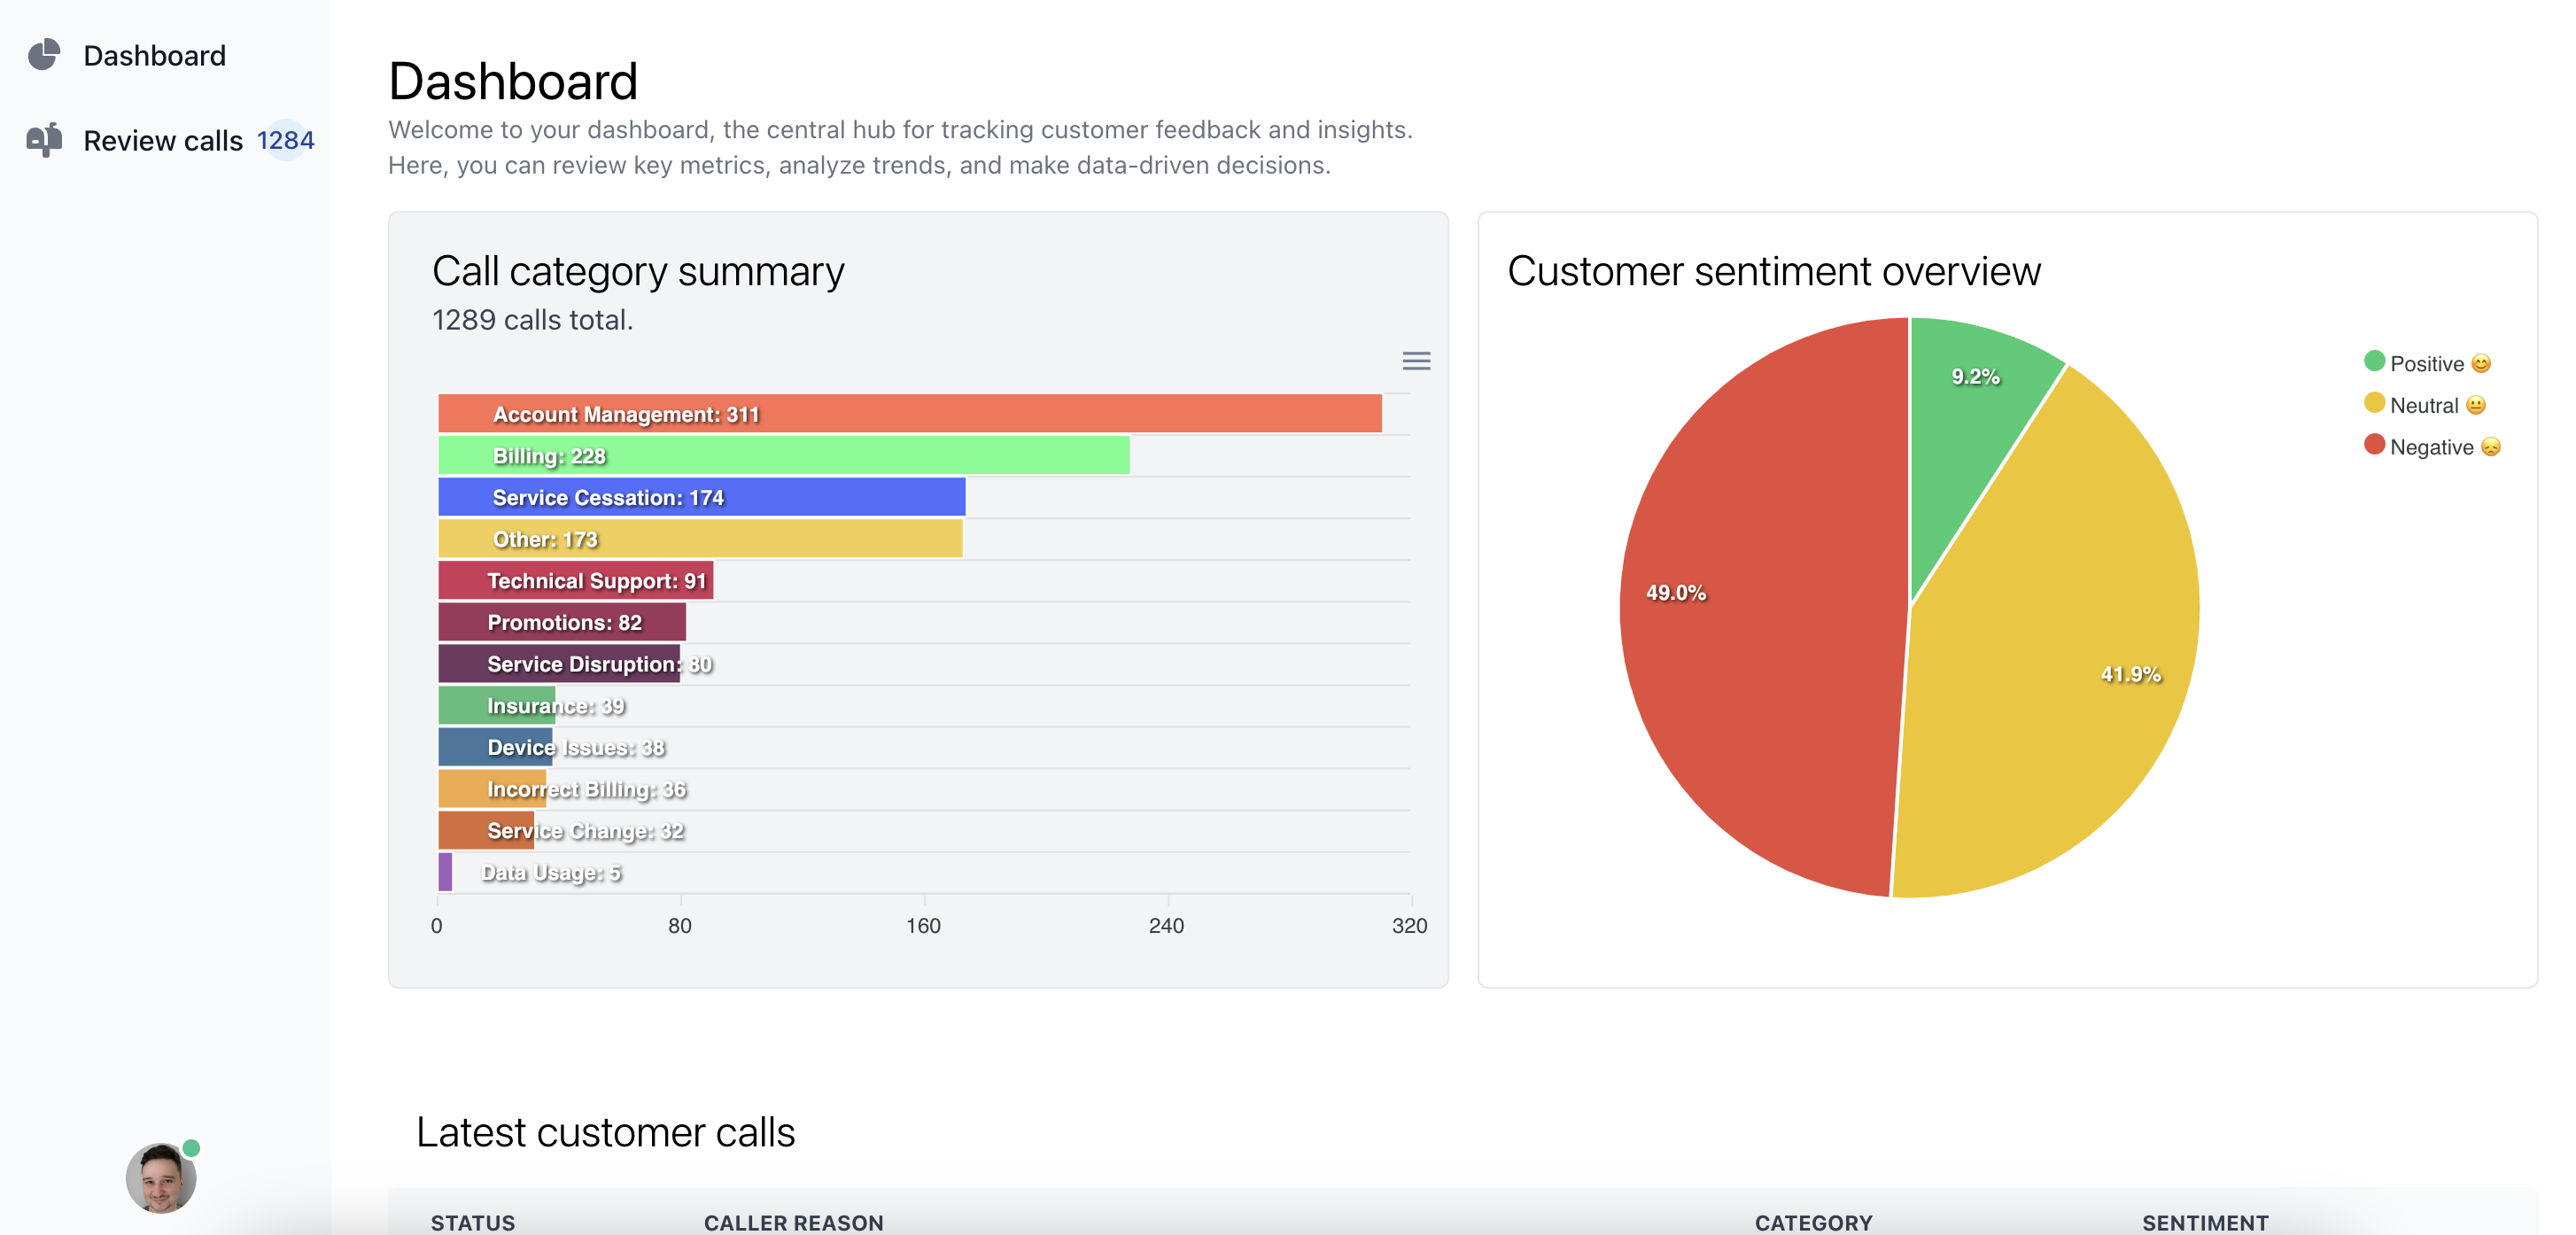 Dashboard
Review calls 1284
Dashboard
Welcome to your dashboard, the central hub for tracking customer feedback and insights.
Here, you can review key metrics, analyze trends, and make data-driven decisions.
Call category summary
1289 calls total.
Account Management: 311
Billing: 228
Service Cessation: 174
Other: 173
Technical Support: 91
Promotions: 82
Service Disruption: 80
Insurance: 39
Device Issues: 38
Incorrect Billing: 36
Service Change: 32
Data Usage: 5
0 80 160 240 320
Customer sentiment overview
9.2%
49.0%
41.9%
Positive 😊
Neutral 😐
Negative 😞
Latest customer calls
STATUS CALLER REASON CATEGORY SENTIMENT